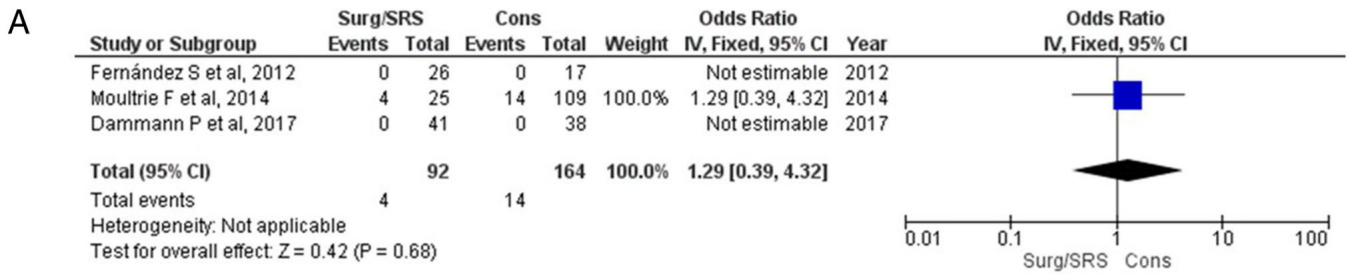 A
Surg/SRS Cons Odds Ratio Odds Ratio
Study or Subgroup Events Total Events Total Weight IV, Fixed, 95% CI Year IV, Fixed, 95% CI
Fernández S et al, 2012 0 26 0 17 Not estimable 2012
Moultrie F et al, 2014 4 25 14 109 100.0% 1.29 [0.39, 4.32] 2014
Dammann P et al, 2017 0 41 0 38 Not estimable 2017
Total (95% CI) 92 164 100.0% 1.29 [0.39, 4.32]
Total events 4 14
Heterogeneity: Not applicable
Test for overall effect: Z = 0.42 (P = 0.68)
0.01 0.1 1 10 100
Surg/SRS Cons